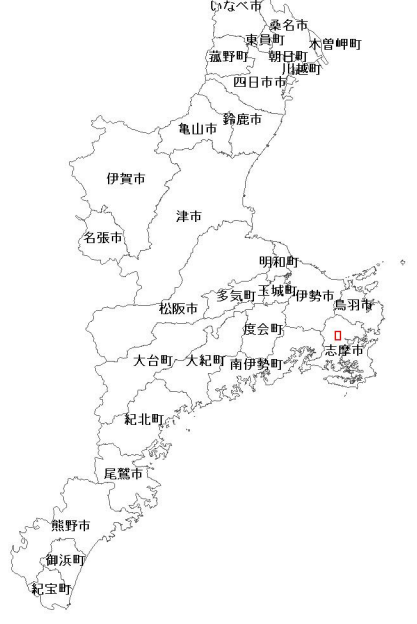 いなべ市
桑名市
東員町
木曽岬町
菰野町
朝日町
川越町
四日市市
鈴鹿市
亀山市
伊賀市
津市
名張市
明和町
玉城町
多気町
伊勢市
鳥羽市
松阪市
度会町
志摩市
大台町
大紀町
南伊勢町
紀北町
尾鷲市
熊野市
御浜町
紀宝町